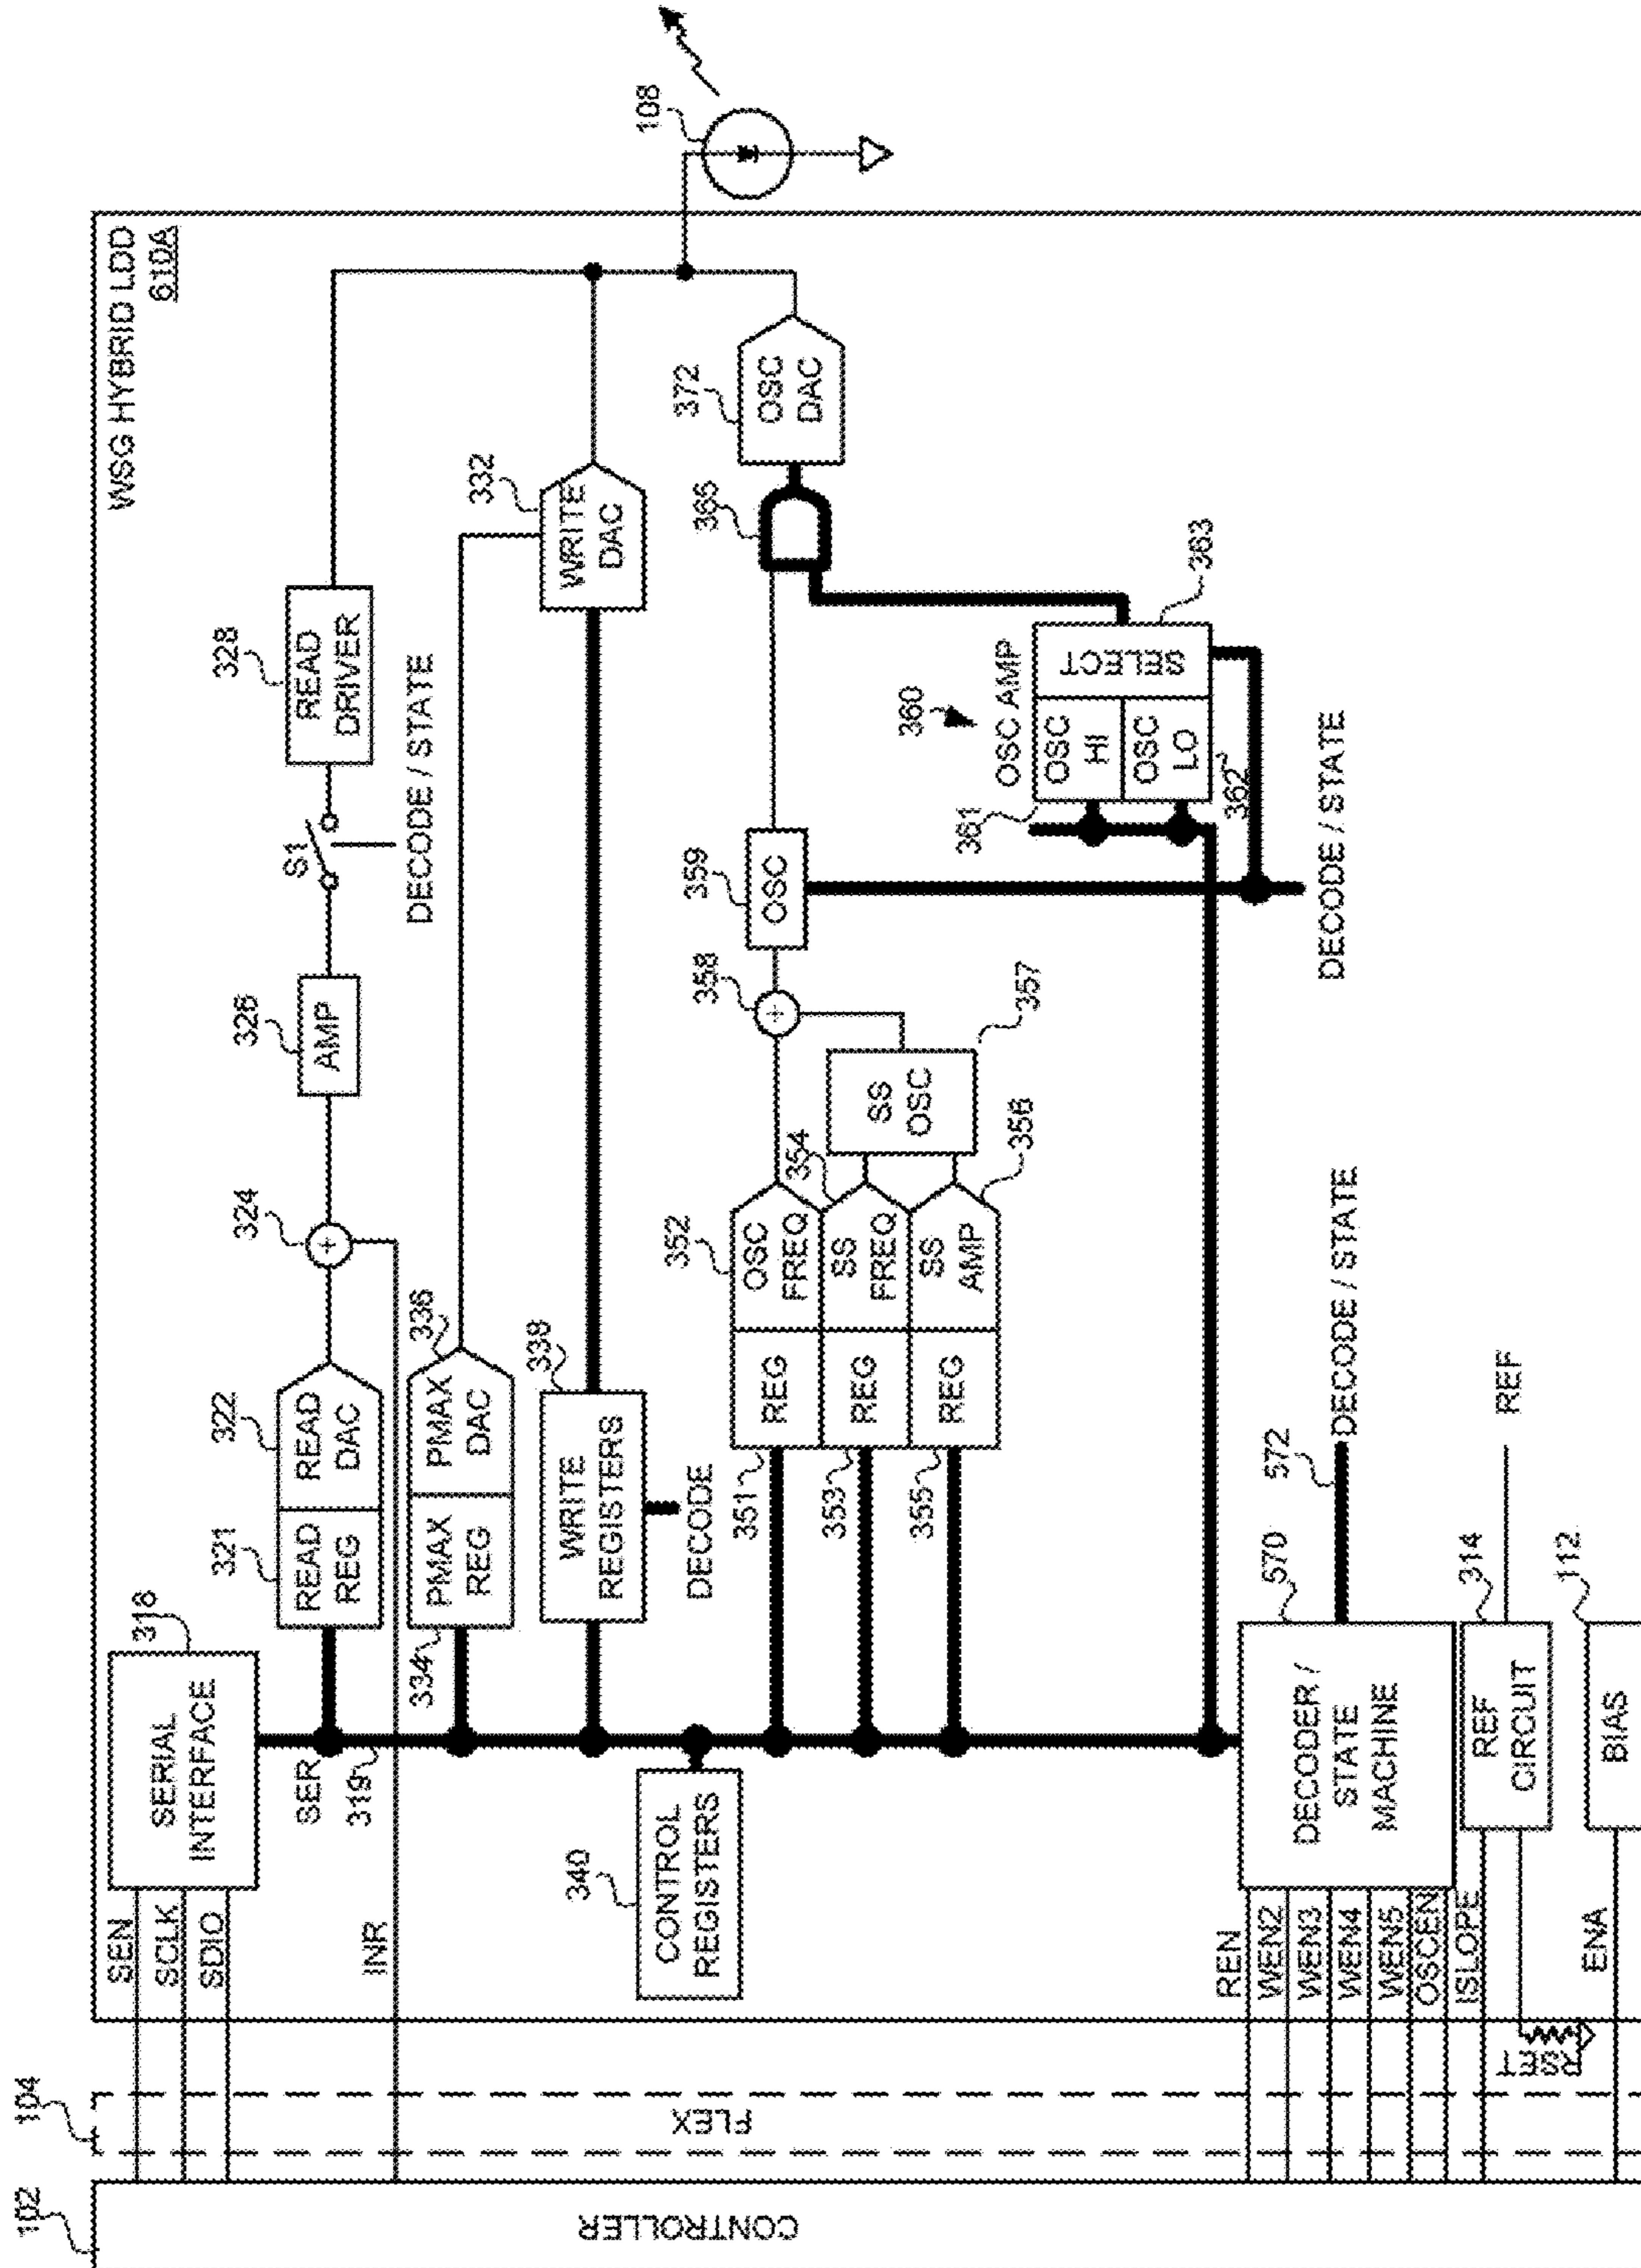 WSG HYBRID LDD
610A
102
CONTROLLER
104
FLEX
SEN
SCLK
SDIO
INR
318
SERIAL
INTERFACE
SER
319
321
READ
REG
322
READ
DAC
324
+
326
AMP
S1
DECODE / STATE
328
READ
DRIVER
334
PMAX
REG
336
PMAX
DAC
338
WRITE
REGISTERS
DECODE
332
WRITE
DAC
108
340
CONTROL
REGISTERS
351
REG
352
OSC
FREQ
353
REG
354
SS
FREQ
355
REG
356
SS
AMP
357
SS
OSC
358
+
359
OSC
360
OSC AMP
361
OSC
HI
362
OSC
LO
363
SELECT
365
372
OSC
DAC
DECODE / STATE
REN
WEN2
WEN3
WEN4
WEN5
OSCEN
ISLOPE
RSET
ENA
570
DECODER /
STATE
MACHINE
572
DECODE / STATE
314
REF
CIRCUIT
REF
112
BIAS